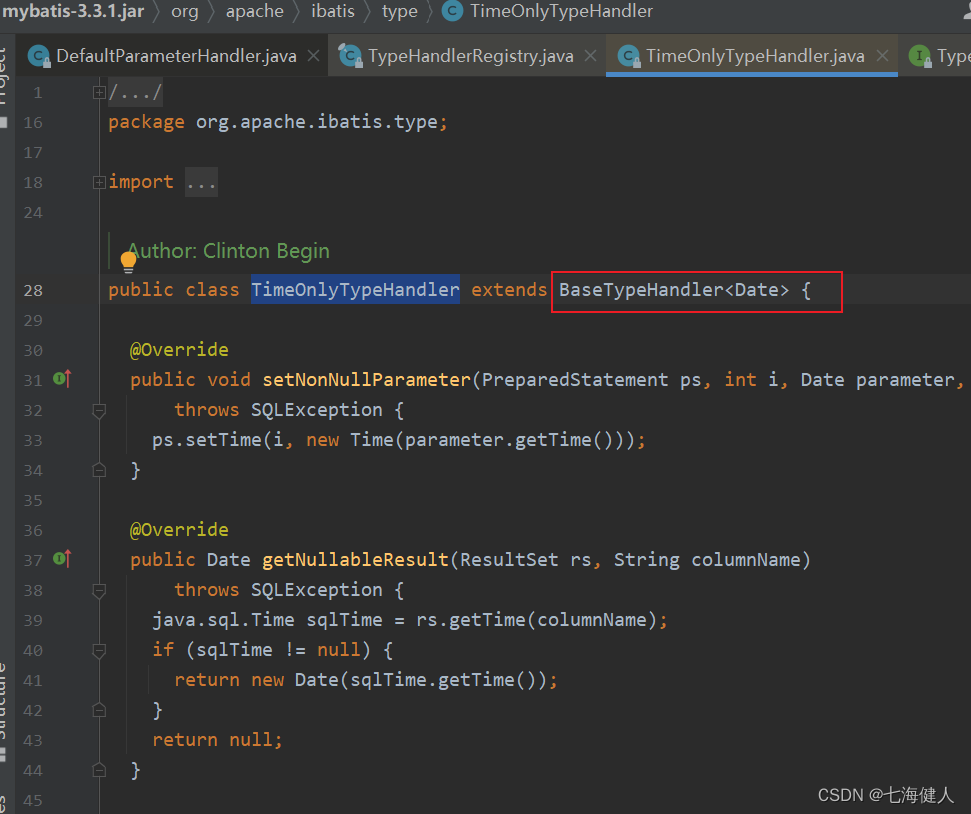 mybatis-3.3.1.jar 〉 org 〉 apache 〉 ibatis 〉 type 〉 C TimeOnlyTypeHandler
DefaultParameterHandler.java × TypeHandlerRegistry.java × TimeOnlyTypeHandler.java × Type
1 /.../
16 package org.apache.ibatis.type;
17
18 import ...
24
Author: Clinton Begin
28 public class TimeOnlyTypeHandler extends BaseTypeHandler<Date> {
29
30 @Override
31 public void setNonNullParameter(PreparedStatement ps, int i, Date parameter,
32 throws SQLException {
33 ps.setTime(i, new Time(parameter.getTime()));
34 }
35
36 @Override
37 public Date getNullableResult(ResultSet rs, String columnName)
38 throws SQLException {
39 java.sql.Time sqlTime = rs.getTime(columnName);
40 if (sqlTime != null) {
41 return new Date(sqlTime.getTime());
42 }
43 return null;
44 }
45
CSDN @七海健人